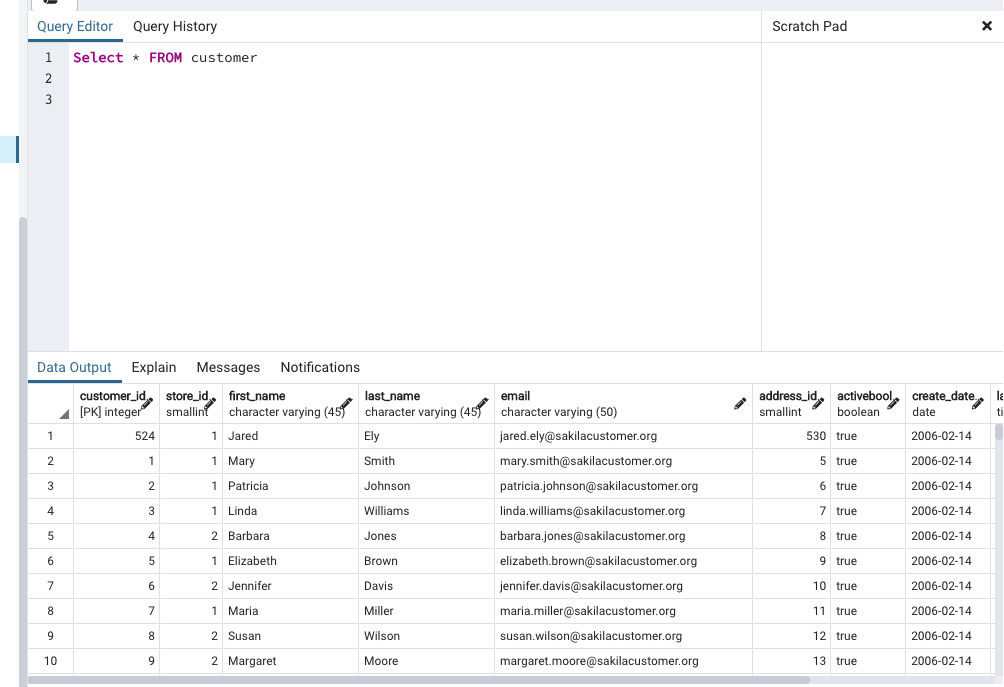 Query Editor Query History Scratch Pad
1 Select * FROM customer
2
3
Data Output Explain Messages Notifications
customer_id store_id first_name last_name email address_id activebool create_date la
[PK] integer smallint character varying (45) character varying (45) character varying (50) smallint boolean date ti
1 524 1 Jared Ely jared.ely@sakilacustomer.org 530 true 2006-02-14
2 1 1 Mary Smith mary.smith@sakilacustomer.org 5 true 2006-02-14
3 2 1 Patricia Johnson patricia.johnson@sakilacustomer.org 6 true 2006-02-14
4 3 1 Linda Williams linda.williams@sakilacustomer.org 7 true 2006-02-14
5 4 2 Barbara Jones barbara.jones@sakilacustomer.org 8 true 2006-02-14
6 5 1 Elizabeth Brown elizabeth.brown@sakilacustomer.org 9 true 2006-02-14
7 6 2 Jennifer Davis jennifer.davis@sakilacustomer.org 10 true 2006-02-14
8 7 1 Maria Miller maria.miller@sakilacustomer.org 11 true 2006-02-14
9 8 2 Susan Wilson susan.wilson@sakilacustomer.org 12 true 2006-02-14
10 9 2 Margaret Moore margaret.moore@sakilacustomer.org 13 true 2006-02-14